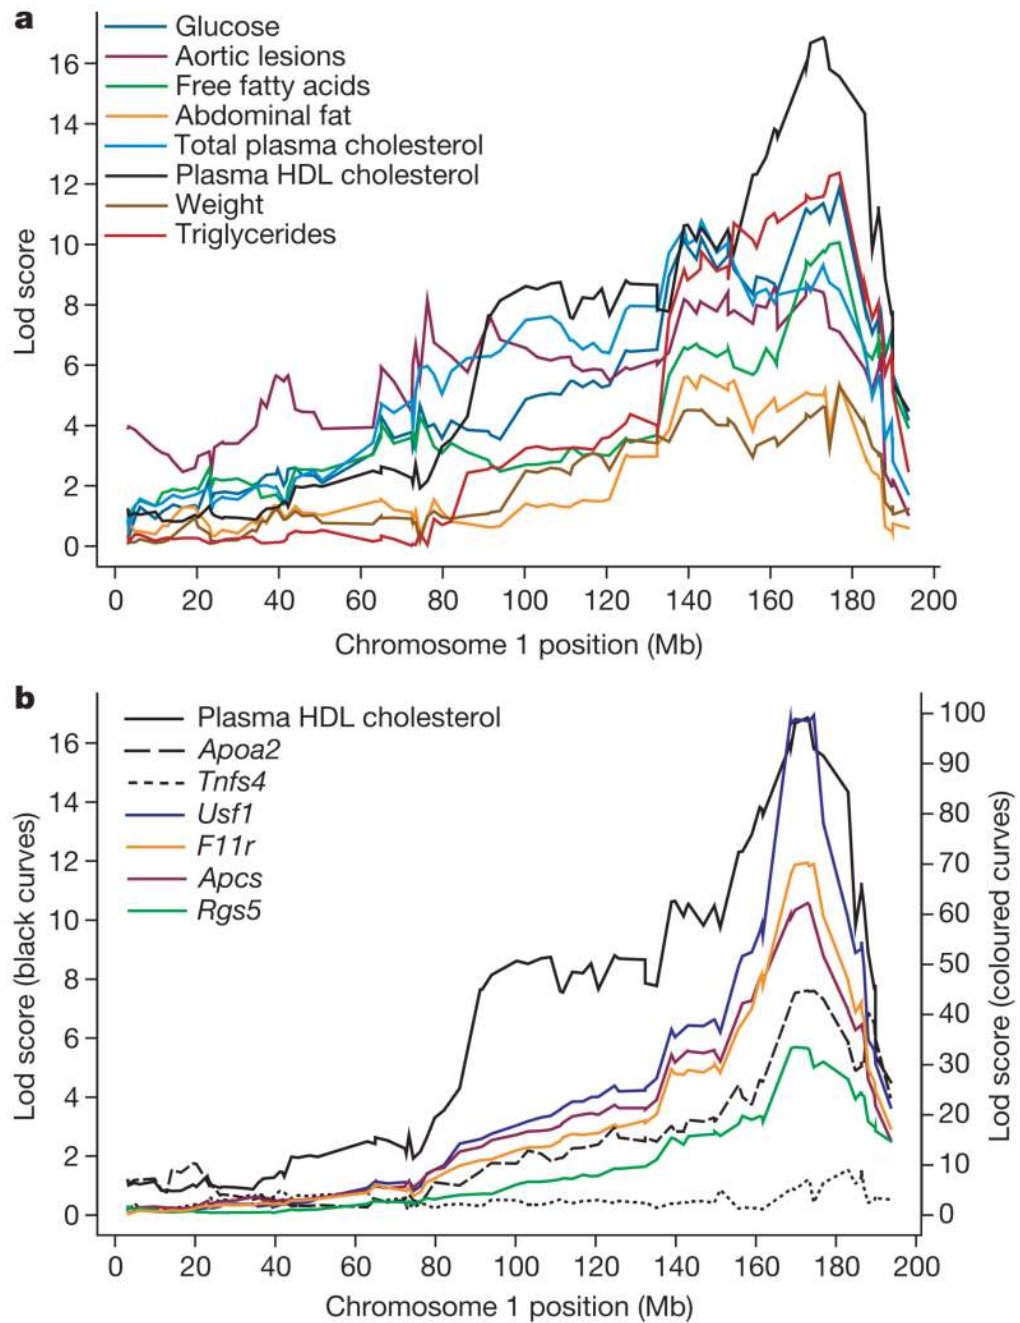 a
Glucose
Aortic lesions
Free fatty acids
Abdominal fat
Total plasma cholesterol
Plasma HDL cholesterol
Weight
Triglycerides
Lod score
16
14
12
10
8
6
4
2
0
0 20 40 60 80 100 120 140 160 180 200
Chromosome 1 position (Mb)
b
Plasma HDL cholesterol
Apoa2
Tnfs4
Usf1
F11r
Apcs
Rgs5
Lod score (black curves)
16
14
12
10
8
6
4
2
0
100
90
80
70
60
50
40
30
20
10
0
Lod score (coloured curves)
0 20 40 60 80 100 120 140 160 180 200
Chromosome 1 position (Mb)